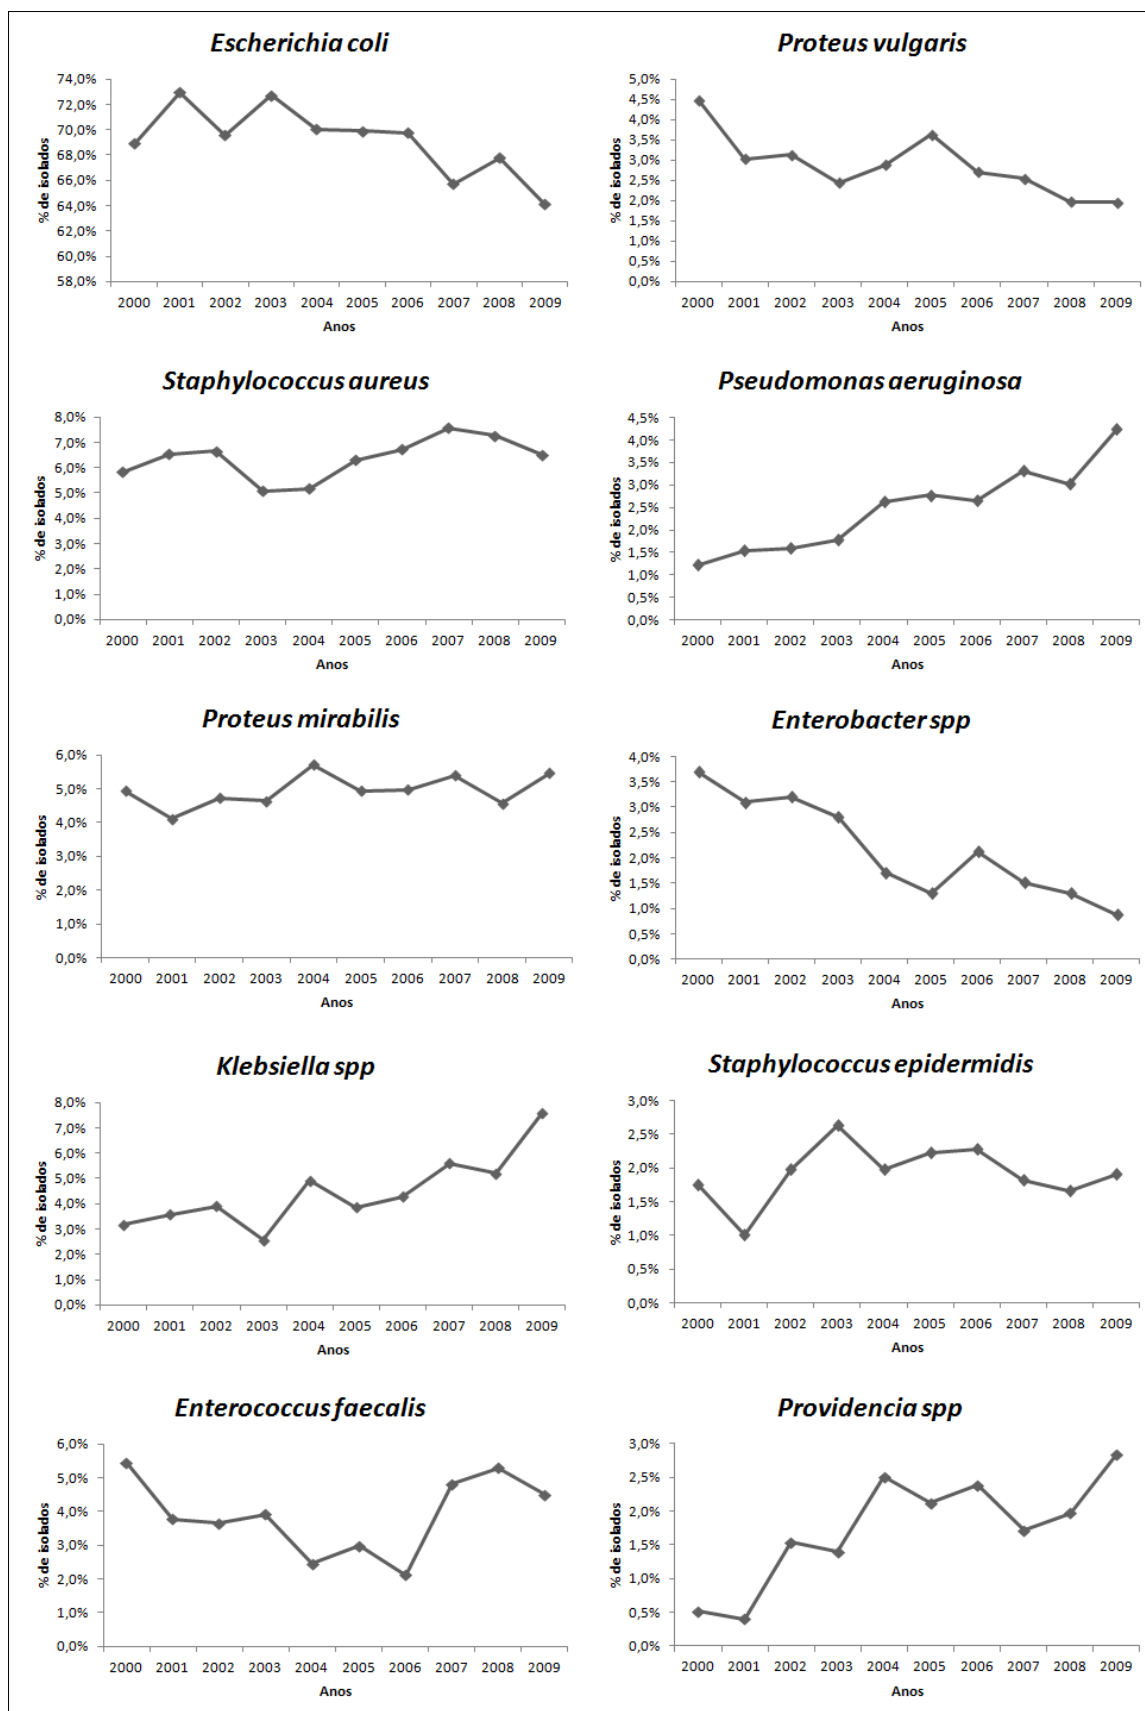 Escherichia coli
74,0%
72,0%
70,0%
68,0%
66,0%
64,0%
62,0%
60,0%
58,0%
% de isolados
2000 2001 2002 2003 2004 2005 2006 2007 2008 2009
Anos
Proteus vulgaris
5,0%
4,5%
4,0%
3,5%
3,0%
2,5%
2,0%
1,5%
1,0%
0,5%
0,0%
% de isolados
2000 2001 2002 2003 2004 2005 2006 2007 2008 2009
Anos
Staphylococcus aureus
8,0%
7,0%
6,0%
5,0%
4,0%
3,0%
2,0%
1,0%
0,0%
% de isolados
2000 2001 2002 2003 2004 2005 2006 2007 2008 2009
Anos
Pseudomonas aeruginosa
4,5%
4,0%
3,5%
3,0%
2,5%
2,0%
1,5%
1,0%
0,5%
0,0%
% de isolados
2000 2001 2002 2003 2004 2005 2006 2007 2008 2009
Anos
Proteus mirabilis
6,0%
5,0%
4,0%
3,0%
2,0%
1,0%
0,0%
% de isolados
2000 2001 2002 2003 2004 2005 2006 2007 2008 2009
Anos
Enterobacter spp
4,0%
3,5%
3,0%
2,5%
2,0%
1,5%
1,0%
0,5%
0,0%
% de isolados
2000 2001 2002 2003 2004 2005 2006 2007 2008 2009
Anos
Klebsiella spp
8,0%
7,0%
6,0%
5,0%
4,0%
3,0%
2,0%
1,0%
0,0%
% de isolados
2000 2001 2002 2003 2004 2005 2006 2007 2008 2009
Anos
Staphylococcus epidermidis
3,0%
2,5%
2,0%
1,5%
1,0%
0,5%
0,0%
% de isolados
2000 2001 2002 2003 2004 2005 2006 2007 2008 2009
Anos
Enterococcus faecalis
6,0%
5,0%
4,0%
3,0%
2,0%
1,0%
0,0%
% de isolados
2000 2001 2002 2003 2004 2005 2006 2007 2008 2009
Anos
Providencia spp
3,0%
2,5%
2,0%
1,5%
1,0%
0,5%
0,0%
% de isolados
2000 2001 2002 2003 2004 2005 2006 2007 2008 2009
Anos